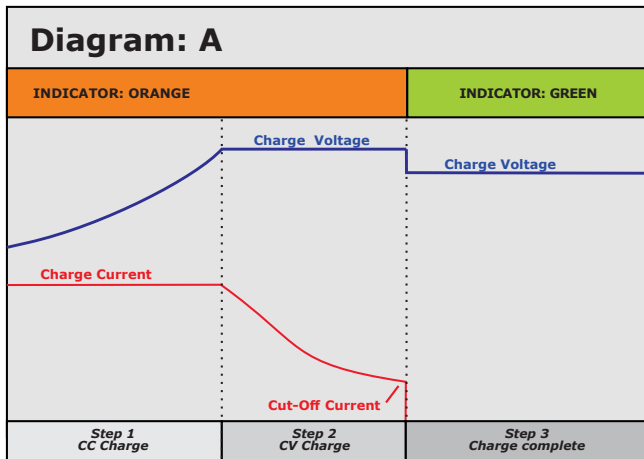 Diagram: A
INDICATOR: ORANGE
INDICATOR: GREEN
Charge Voltage
Charge Voltage
Charge Current
Cut-Off Current
Step 1
CC Charge
Step 2
CV Charge
Step 3
Charge complete